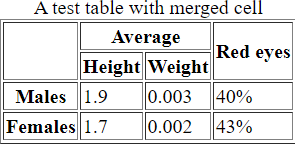 A test table with merged cell
Average Red eyes
Height Weight
Males 1.9 0.003 40%
Females 1.7 0.002 43%